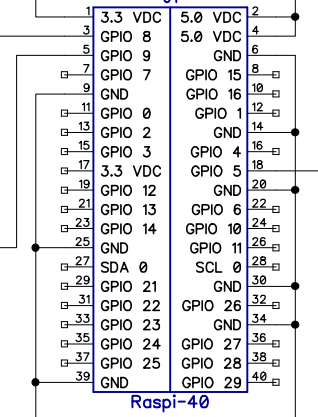 1 3.3 VDC 5.0 VDC 2
3 GPIO 8 5.0 VDC 4
5 GPIO 9 GND 6
7 GPIO 7 GPIO 15 8
9 GND GPIO 16 10
11 GPIO 0 GPIO 1 12
13 GPIO 2 GND 14
15 GPIO 3 GPIO 4 16
17 3.3 VDC GPIO 5 18
19 GPIO 12 GND 20
21 GPIO 13 GPIO 6 22
23 GPIO 14 GPIO 10 24
25 GND GPIO 11 26
27 SDA 0 SCL 0 28
29 GPIO 21 GND 30
31 GPIO 22 GPIO 26 32
33 GPIO 23 GND 34
35 GPIO 24 GPIO 27 36
37 GPIO 25 GPIO 28 38
39 GND GPIO 29 40
Raspi-40